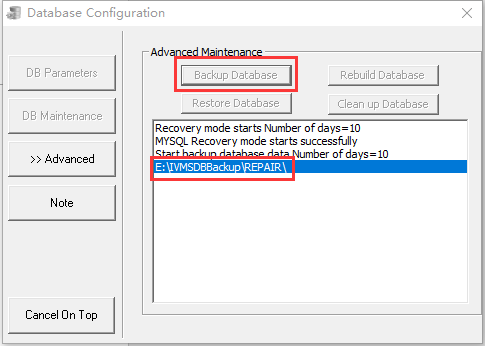 Database Configuration
DB Parameters
DB Maintenance
>> Advanced
Note
Cancel On Top
Advanced Maintenance
Backup Database
Rebuild Database
Restore Database
Clean up Database
Recovery mode starts Number of days=10
MYSQL Recovery mode starts successfully
Start backup database data Number of days=10
E:\IVMSDBBackup\REPAIR\